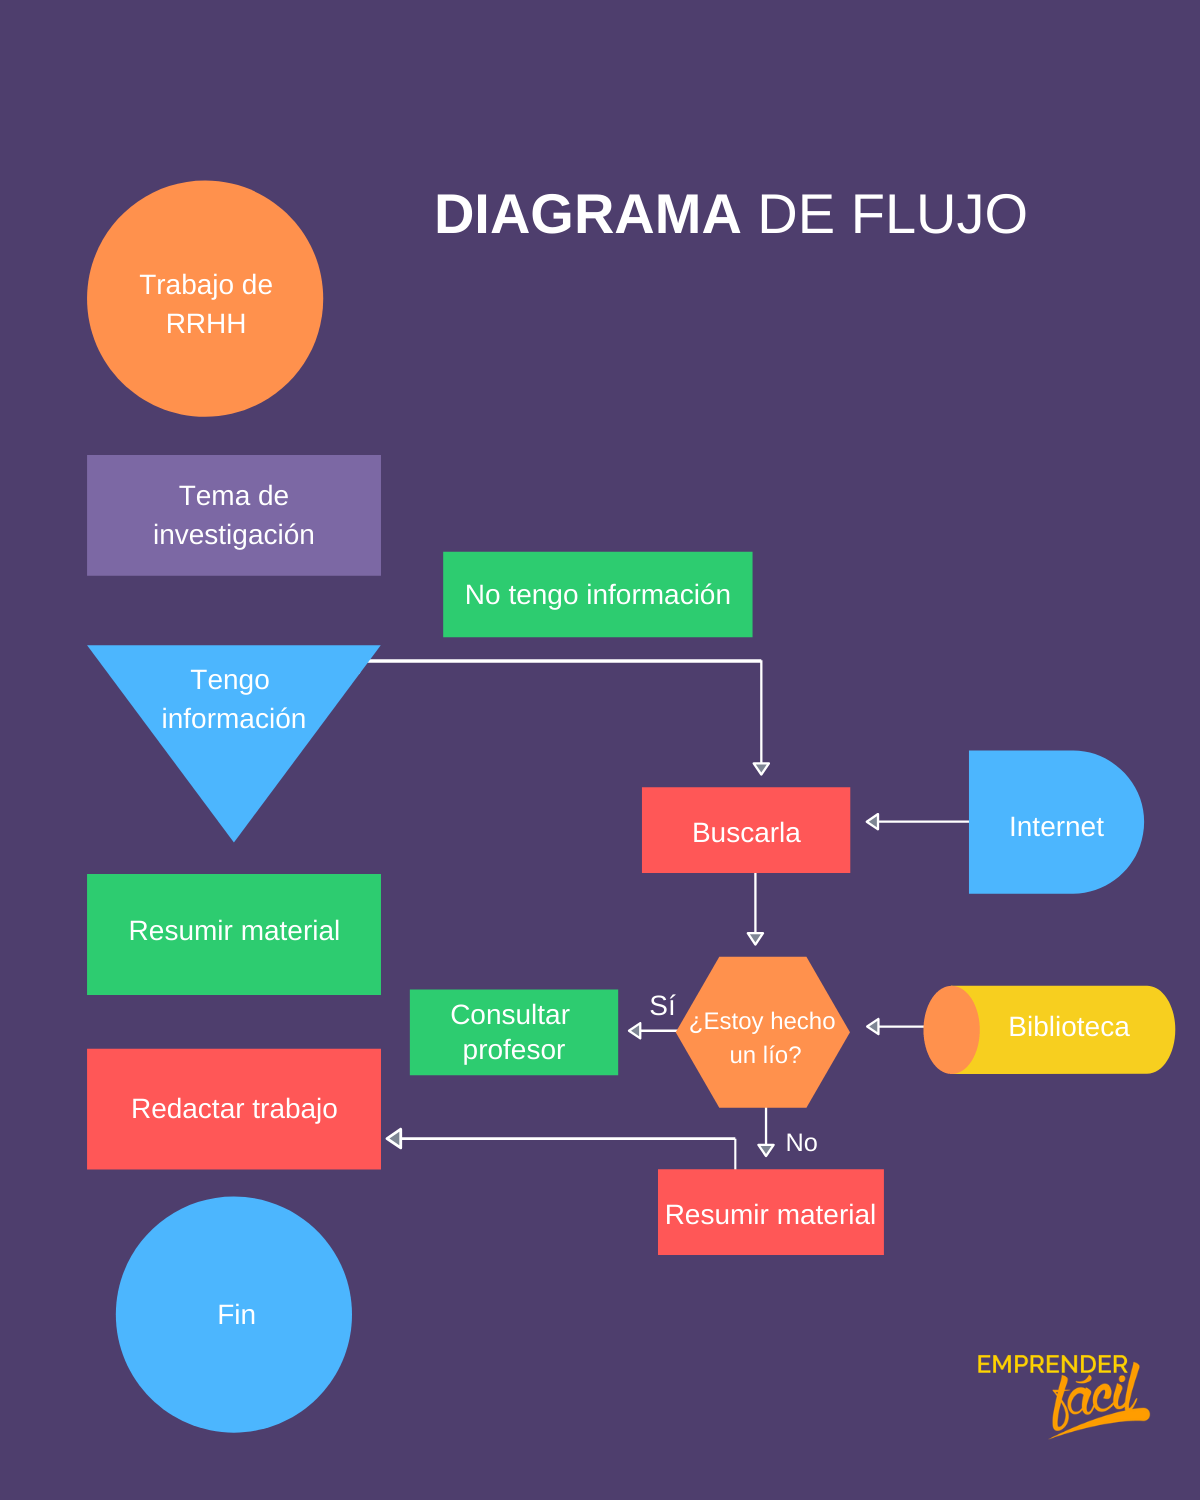 DIAGRAMA DE FLUJO
Trabajo de
RRHH
Tema de
investigación
No tengo información
Tengo
información
Buscarla
Internet
Resumir material
Consultar
profesor
Sí
¿Estoy hecho
un lío?
Biblioteca
Redactar trabajo
No
Resumir material
Fin
EMPRENDER
fácil